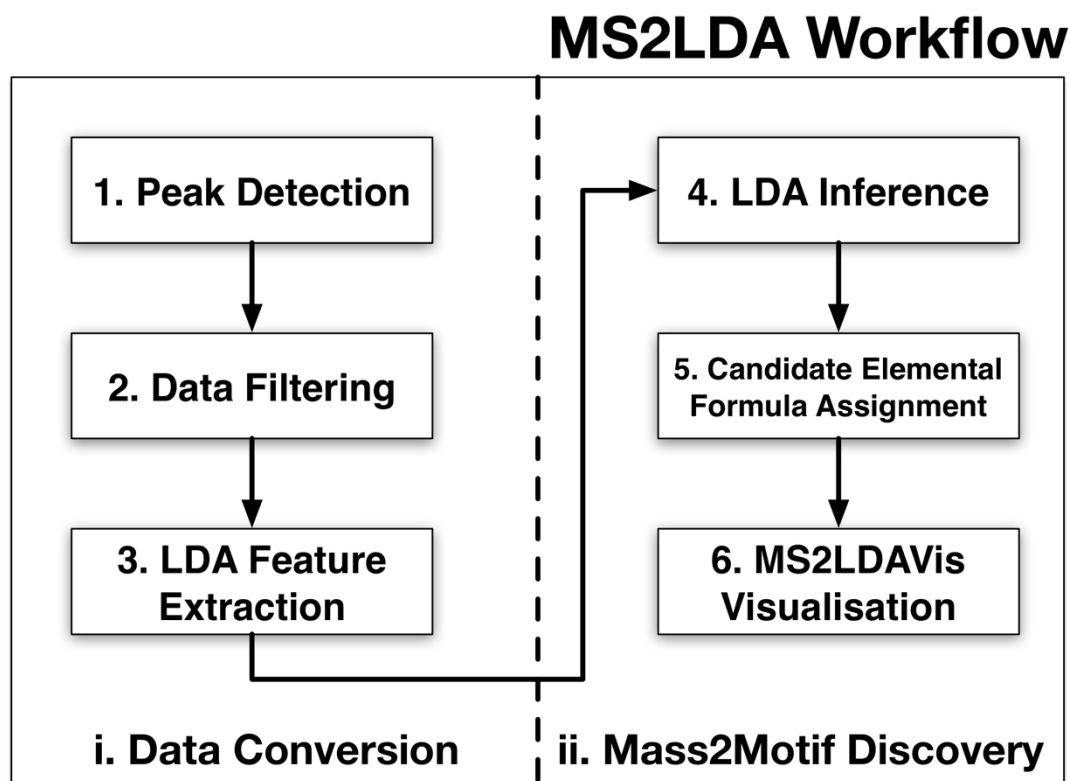 MS2LDA Workflow
1. Peak Detection
2. Data Filtering
3. LDA Feature
Extraction
i. Data Conversion
4. LDA Inference
5. Candidate Elemental
Formula Assignment
6. MS2LDAVis
Visualisation
ii. Mass2Motif Discovery